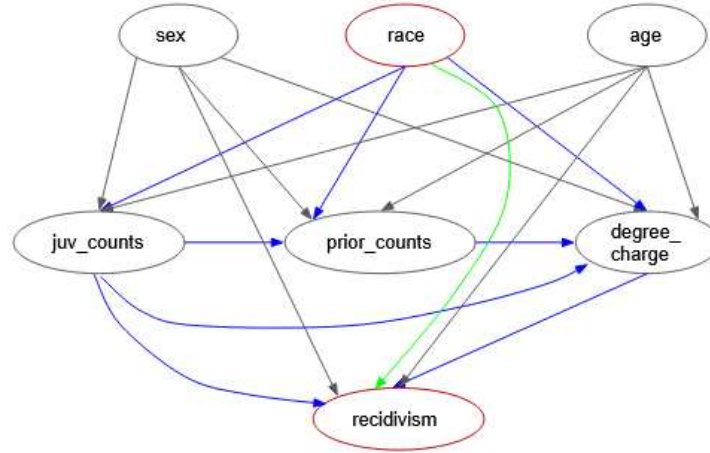 sex
race
age
juv_counts
prior_counts
degree_
charge
recidivism